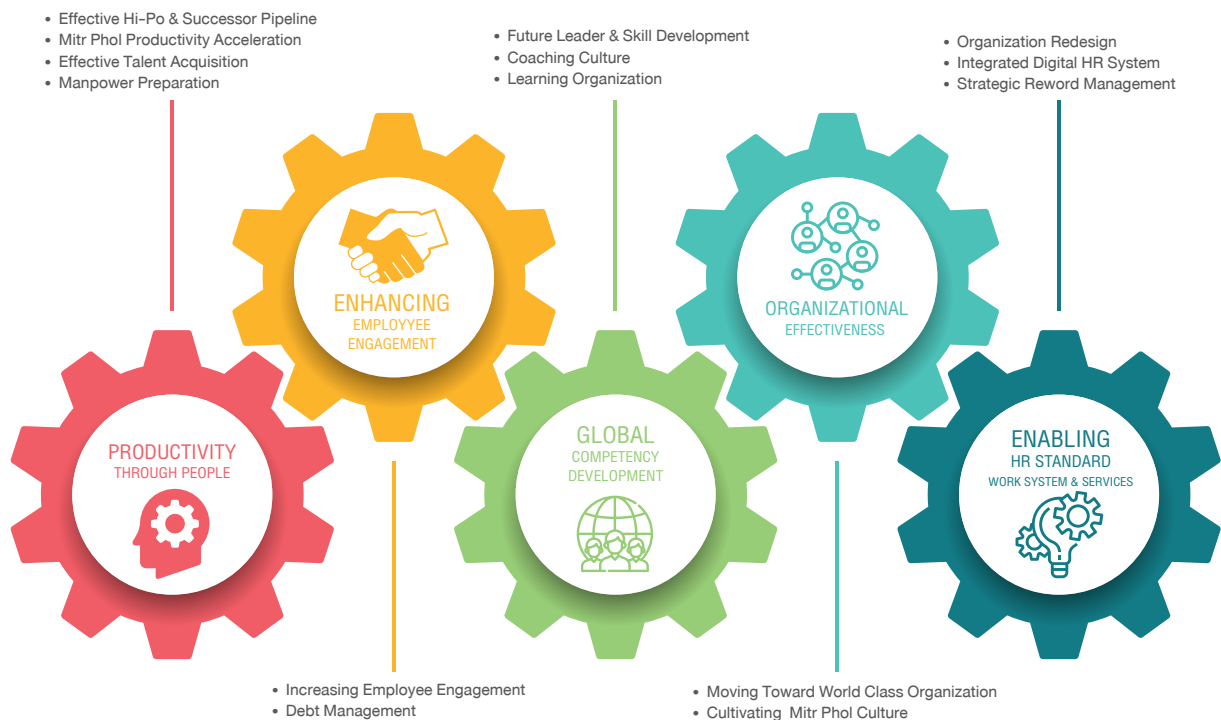 • Effective Hi-Po & Successor Pipeline
• Mitr Phol Productivity Acceleration
• Effective Talent Acquisition
• Manpower Preparation
• Future Leader & Skill Development
• Coaching Culture
• Learning Organization
• Organization Redesign
• Integrated Digital HR System
• Strategic Reword Management
ENHANCING
EMPLOYYEE
ENGAGEMENT
ORGANIZATIONAL
EFFECTIVENESS
PRODUCTIVITY
THROUGH PEOPLE
GLOBAL
COMPETENCY
DEVELOPMENT
ENABLING
HR STANDARD
WORK SYSTEM & SERVICES
• Increasing Employee Engagement
• Debt Management
• Moving Toward World Class Organization
• Cultivating Mitr Phol Culture